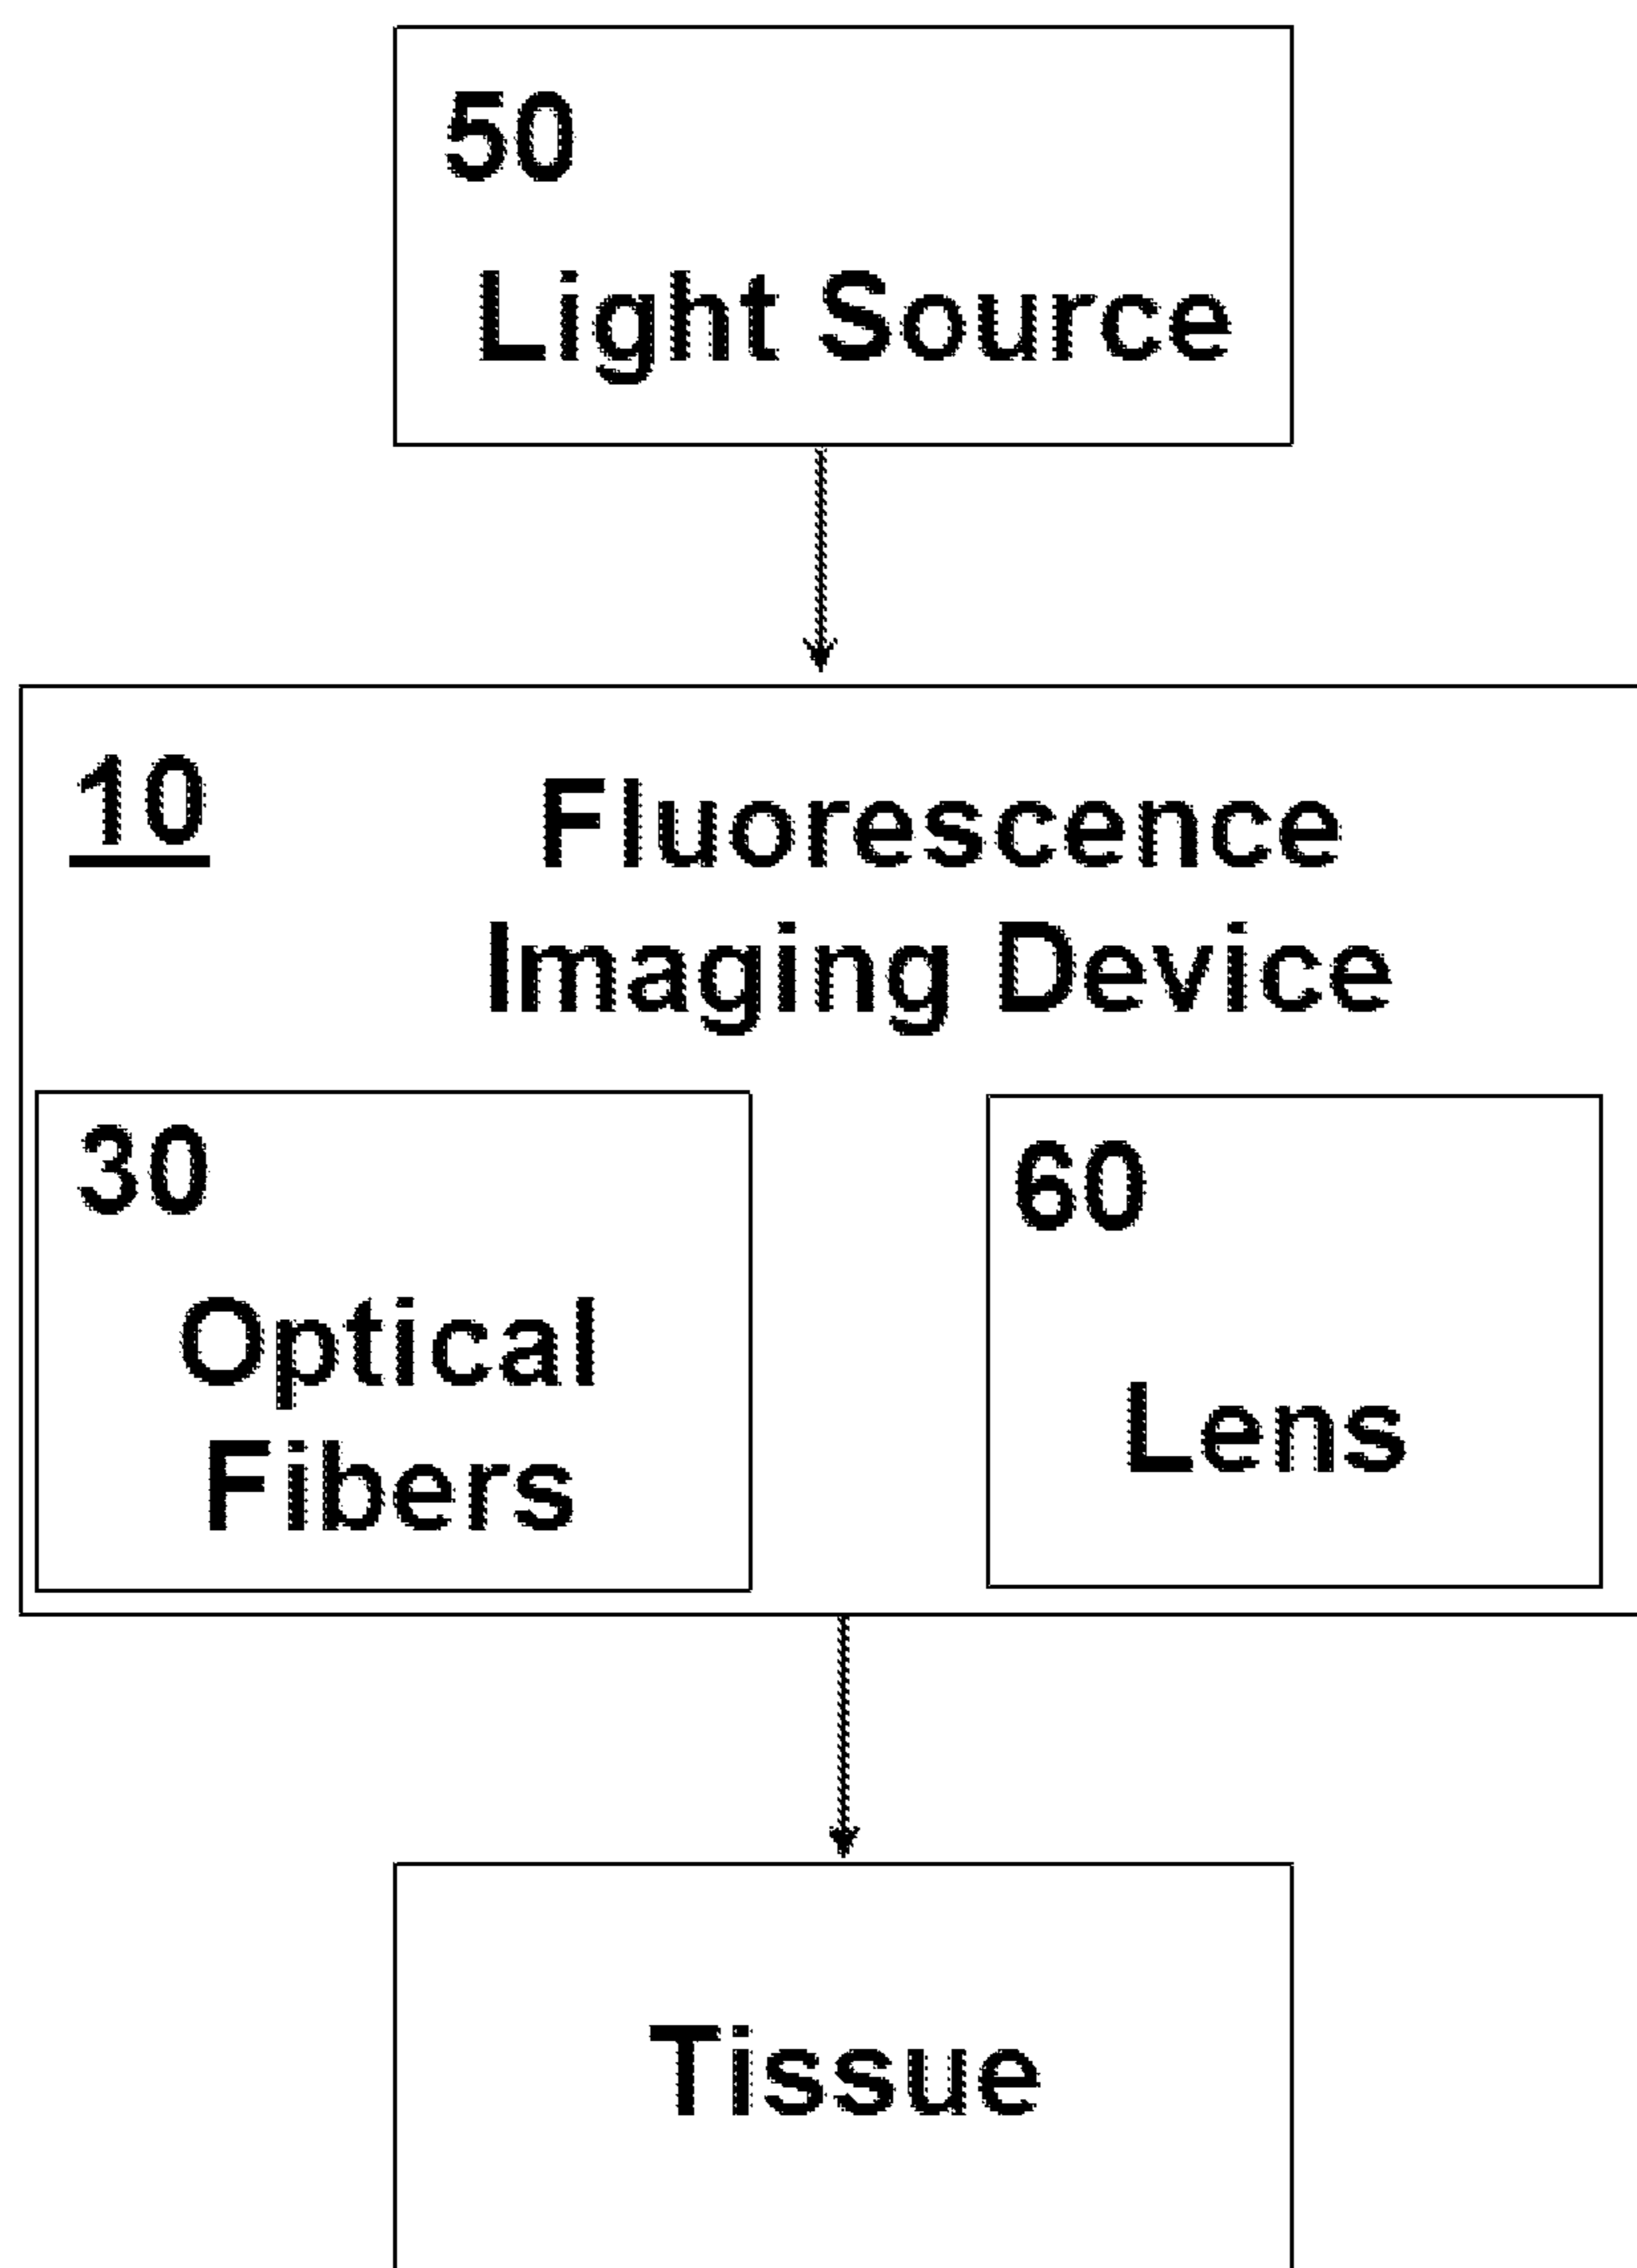 50
Light Source
10
Fluorescence
Imaging Device
30
Optical
Fibers
60
Lens
Tissue